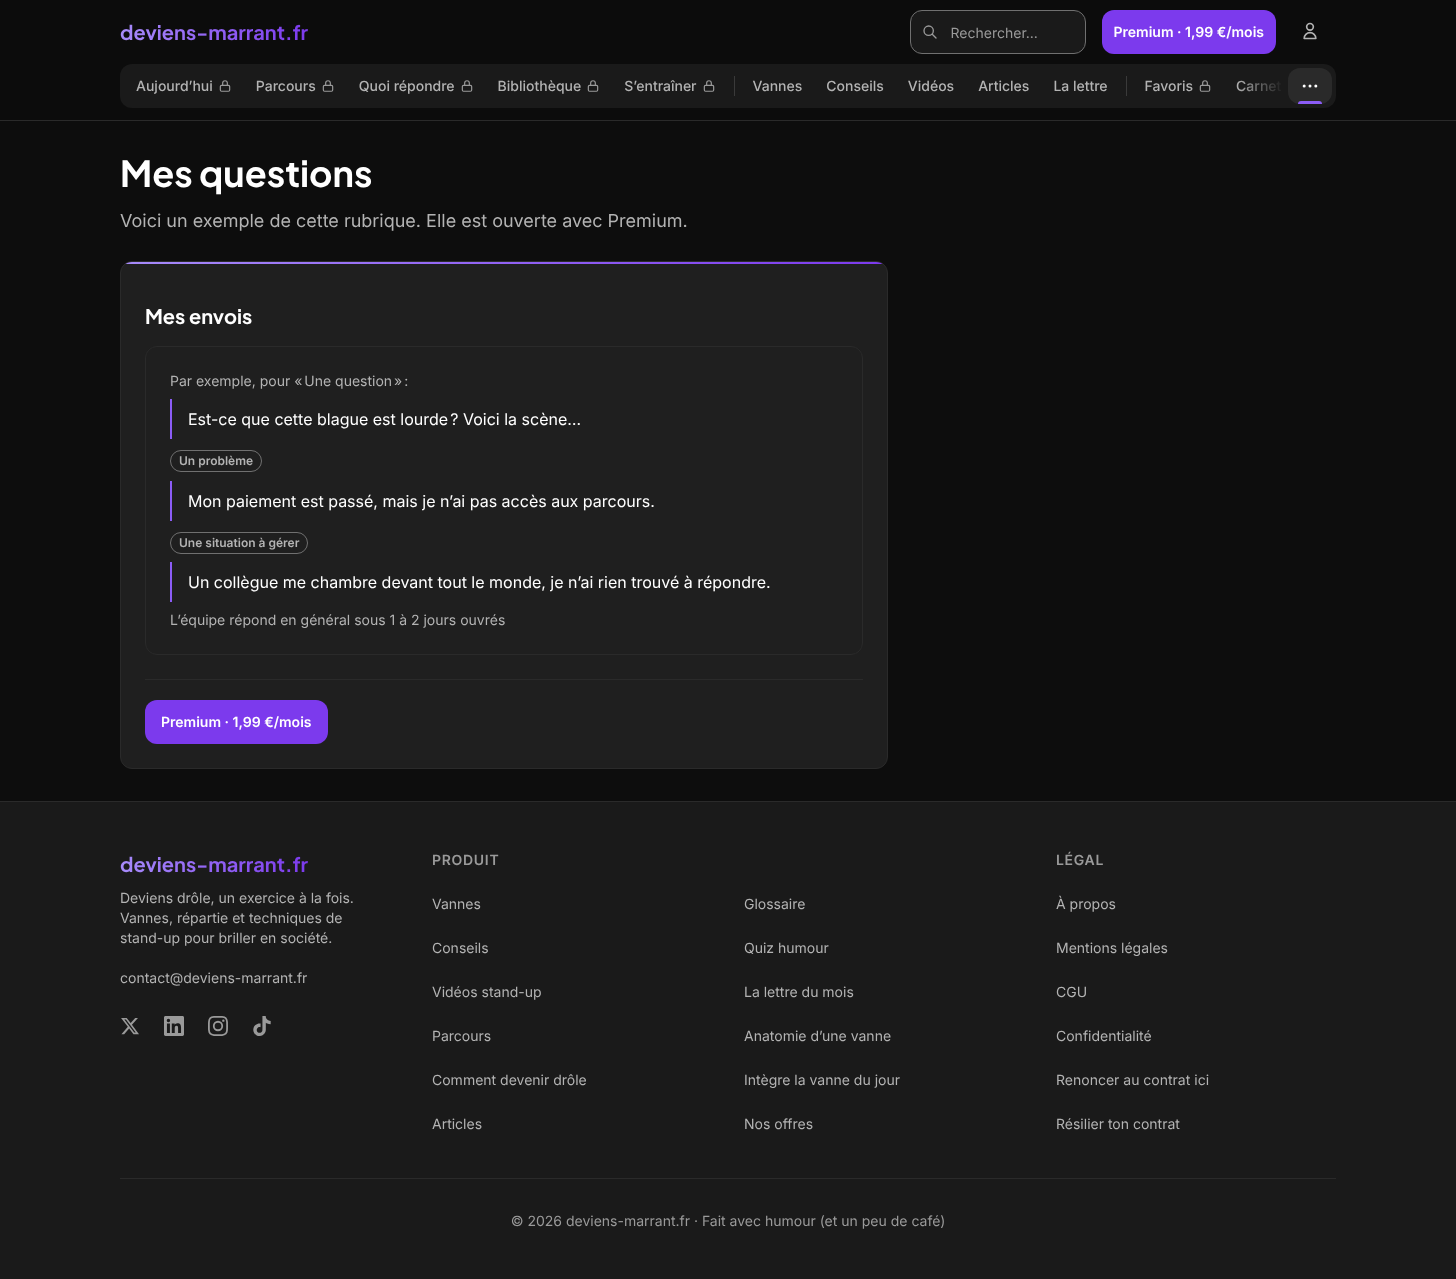 deviens-marrant.fr
Rechercher...
Premium · 1,99 €/mois
Aujourd’hui
Parcours
Quoi répondre
Bibliothèque
S’entraîner
Vannes
Conseils
Vidéos
Articles
La lettre
Favoris
Carnet
Mes questions
Voici un exemple de cette rubrique. Elle est ouverte avec Premium.
Mes envois
Par exemple, pour « Une question » :
Est-ce que cette blague est lourde ? Voici la scène…
Un problème
Mon paiement est passé, mais je n’ai pas accès aux parcours.
Une situation à gérer
Un collègue me chambre devant tout le monde, je n’ai rien trouvé à répondre.
L’équipe répond en général sous 1 à 2 jours ouvrés
Premium · 1,99 €/mois
deviens-marrant.fr
Deviens drôle, un exercice à la fois.
Vannes, répartie et techniques de
stand-up pour briller en société.
contact@deviens-marrant.fr
PRODUIT
Vannes
Conseils
Vidéos stand-up
Parcours
Comment devenir drôle
Articles
Glossaire
Quiz humour
La lettre du mois
Anatomie d’une vanne
Intègre la vanne du jour
Nos offres
LÉGAL
À propos
Mentions légales
CGU
Confidentialité
Renoncer au contrat ici
Résilier ton contrat
© 2026 deviens-marrant.fr · Fait avec humour (et un peu de café)